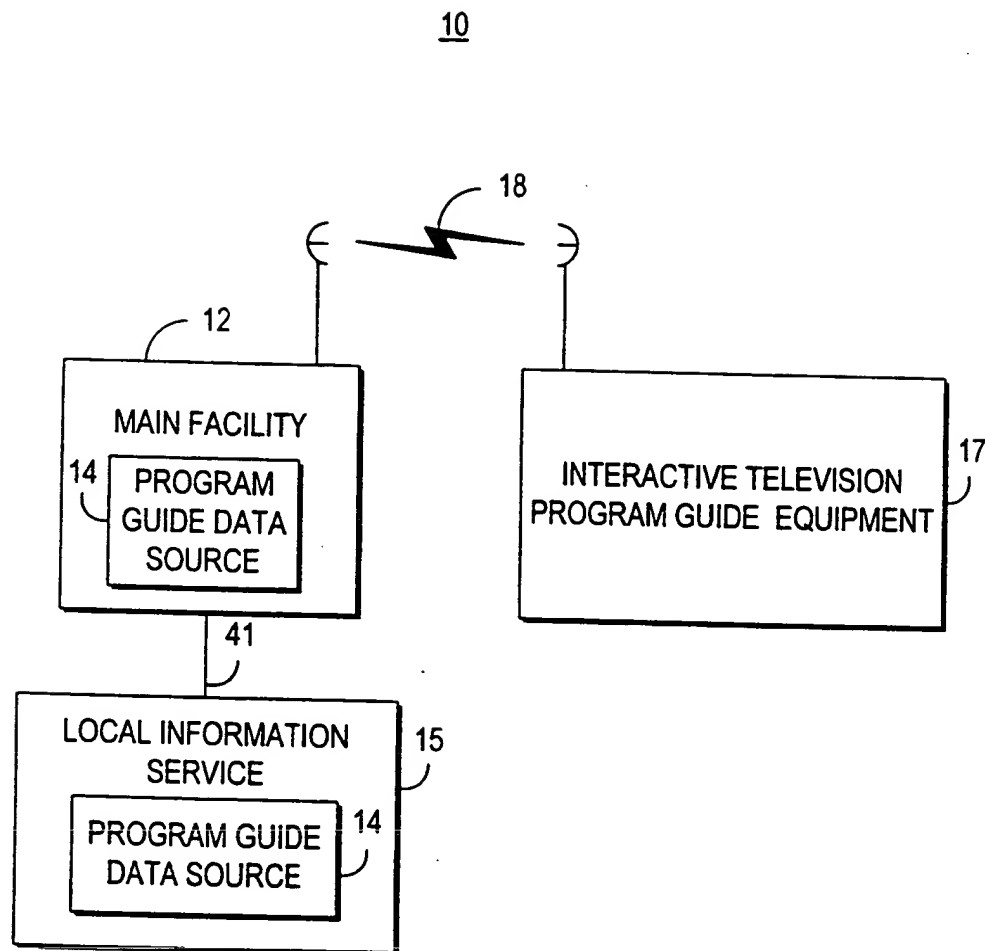 10
18
12
MAIN FACILITY
14
PROGRAM
GUIDE DATA
SOURCE
INTERACTIVE TELEVISION
PROGRAM GUIDE EQUIPMENT
17
41
LOCAL INFORMATION
SERVICE
15
PROGRAM GUIDE
DATA SOURCE
14